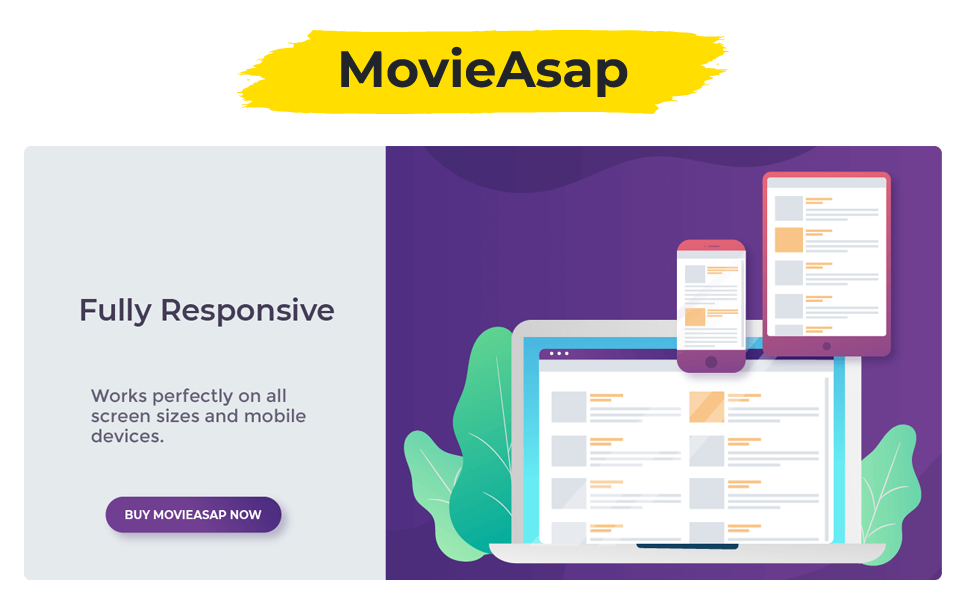 MovieAsap
Fully Responsive
Works perfectly on all
screen sizes and mobile
devices.
BUY MOVIEASAP NOW